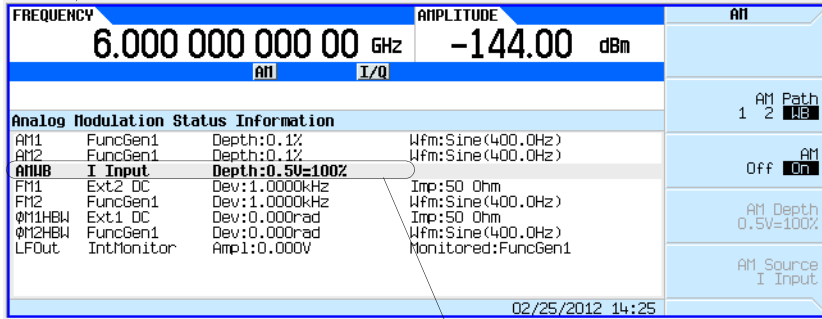 FREQUENCY AMPLITUDE AM
6.000 000 000 00 GHz -144.00 dBm
AM I/Q
AM Path
1 2 WB
Analog Modulation Status Information
AM1 FuncGen1 Depth:0.1% Wfm:Sine(400.0Hz)
AM2 FuncGen1 Depth:0.1% Wfm:Sine(400.0Hz)
AMWB I Input Depth:0.5V=100%
FM1 Ext2 DC Dev:1.0000kHz Imp:50 Ohm
FM2 FuncGen1 Dev:1.0000kHz Wfm:Sine(400.0Hz)
ΦM1HBW Ext1 DC Dev:0.000rad Imp:50 Ohm
ΦM2HBW FuncGen1 Dev:0.000rad Wfm:Sine(400.0Hz)
LFOut IntMonitor Ampl:0.000V Monitored:FuncGen1
AM
Off On
AM Depth
0.5V=100%
AM Source
I Input
02/25/2012 14:25